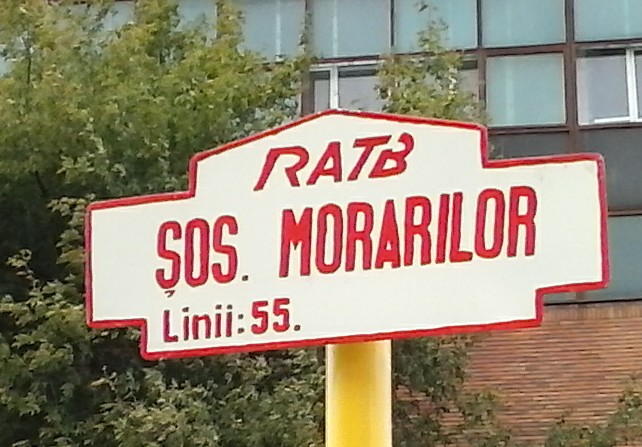 RATB
ȘOS. MORARILOR
Linii: 55.